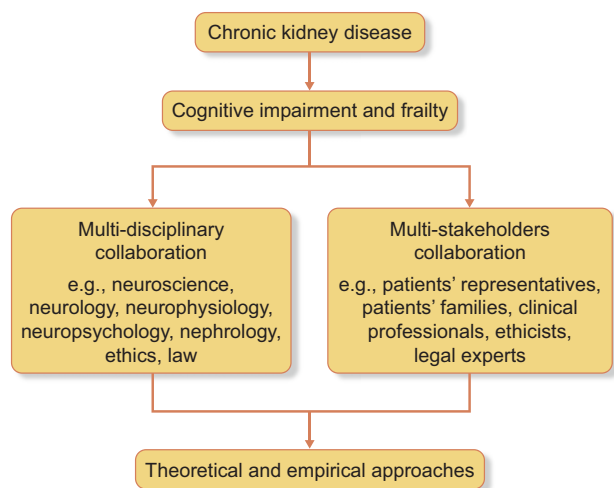 Chronic kidney disease
Cognitive impairment and frailty
Multi-disciplinary
collaboration
e.g., neuroscience,
neurology, neurophysiology,
neuropsychology, nephrology,
ethics, law
Multi-stakeholders
collaboration
e.g., patients’ representatives,
patients’ families, clinical
professionals, ethicists,
legal experts
Theoretical and empirical approaches